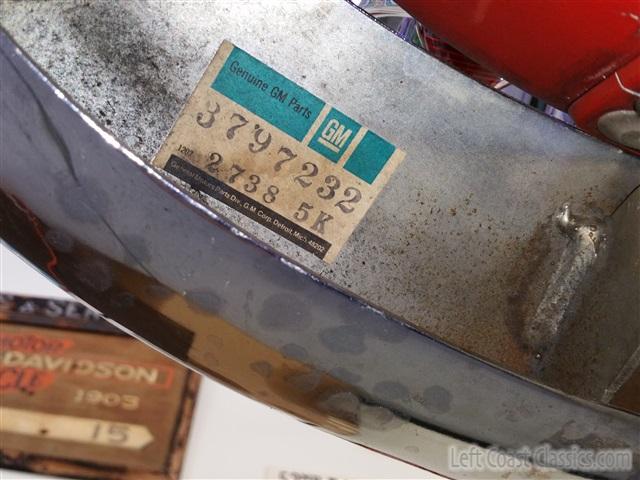 Genuine GM Parts
GM
3797232
1207 2738 5K
General Motors Parts Div., G.M. Corp. Detroit, Mich. 48202
DAVIDSON
1903
15
Left Coast Classics.com